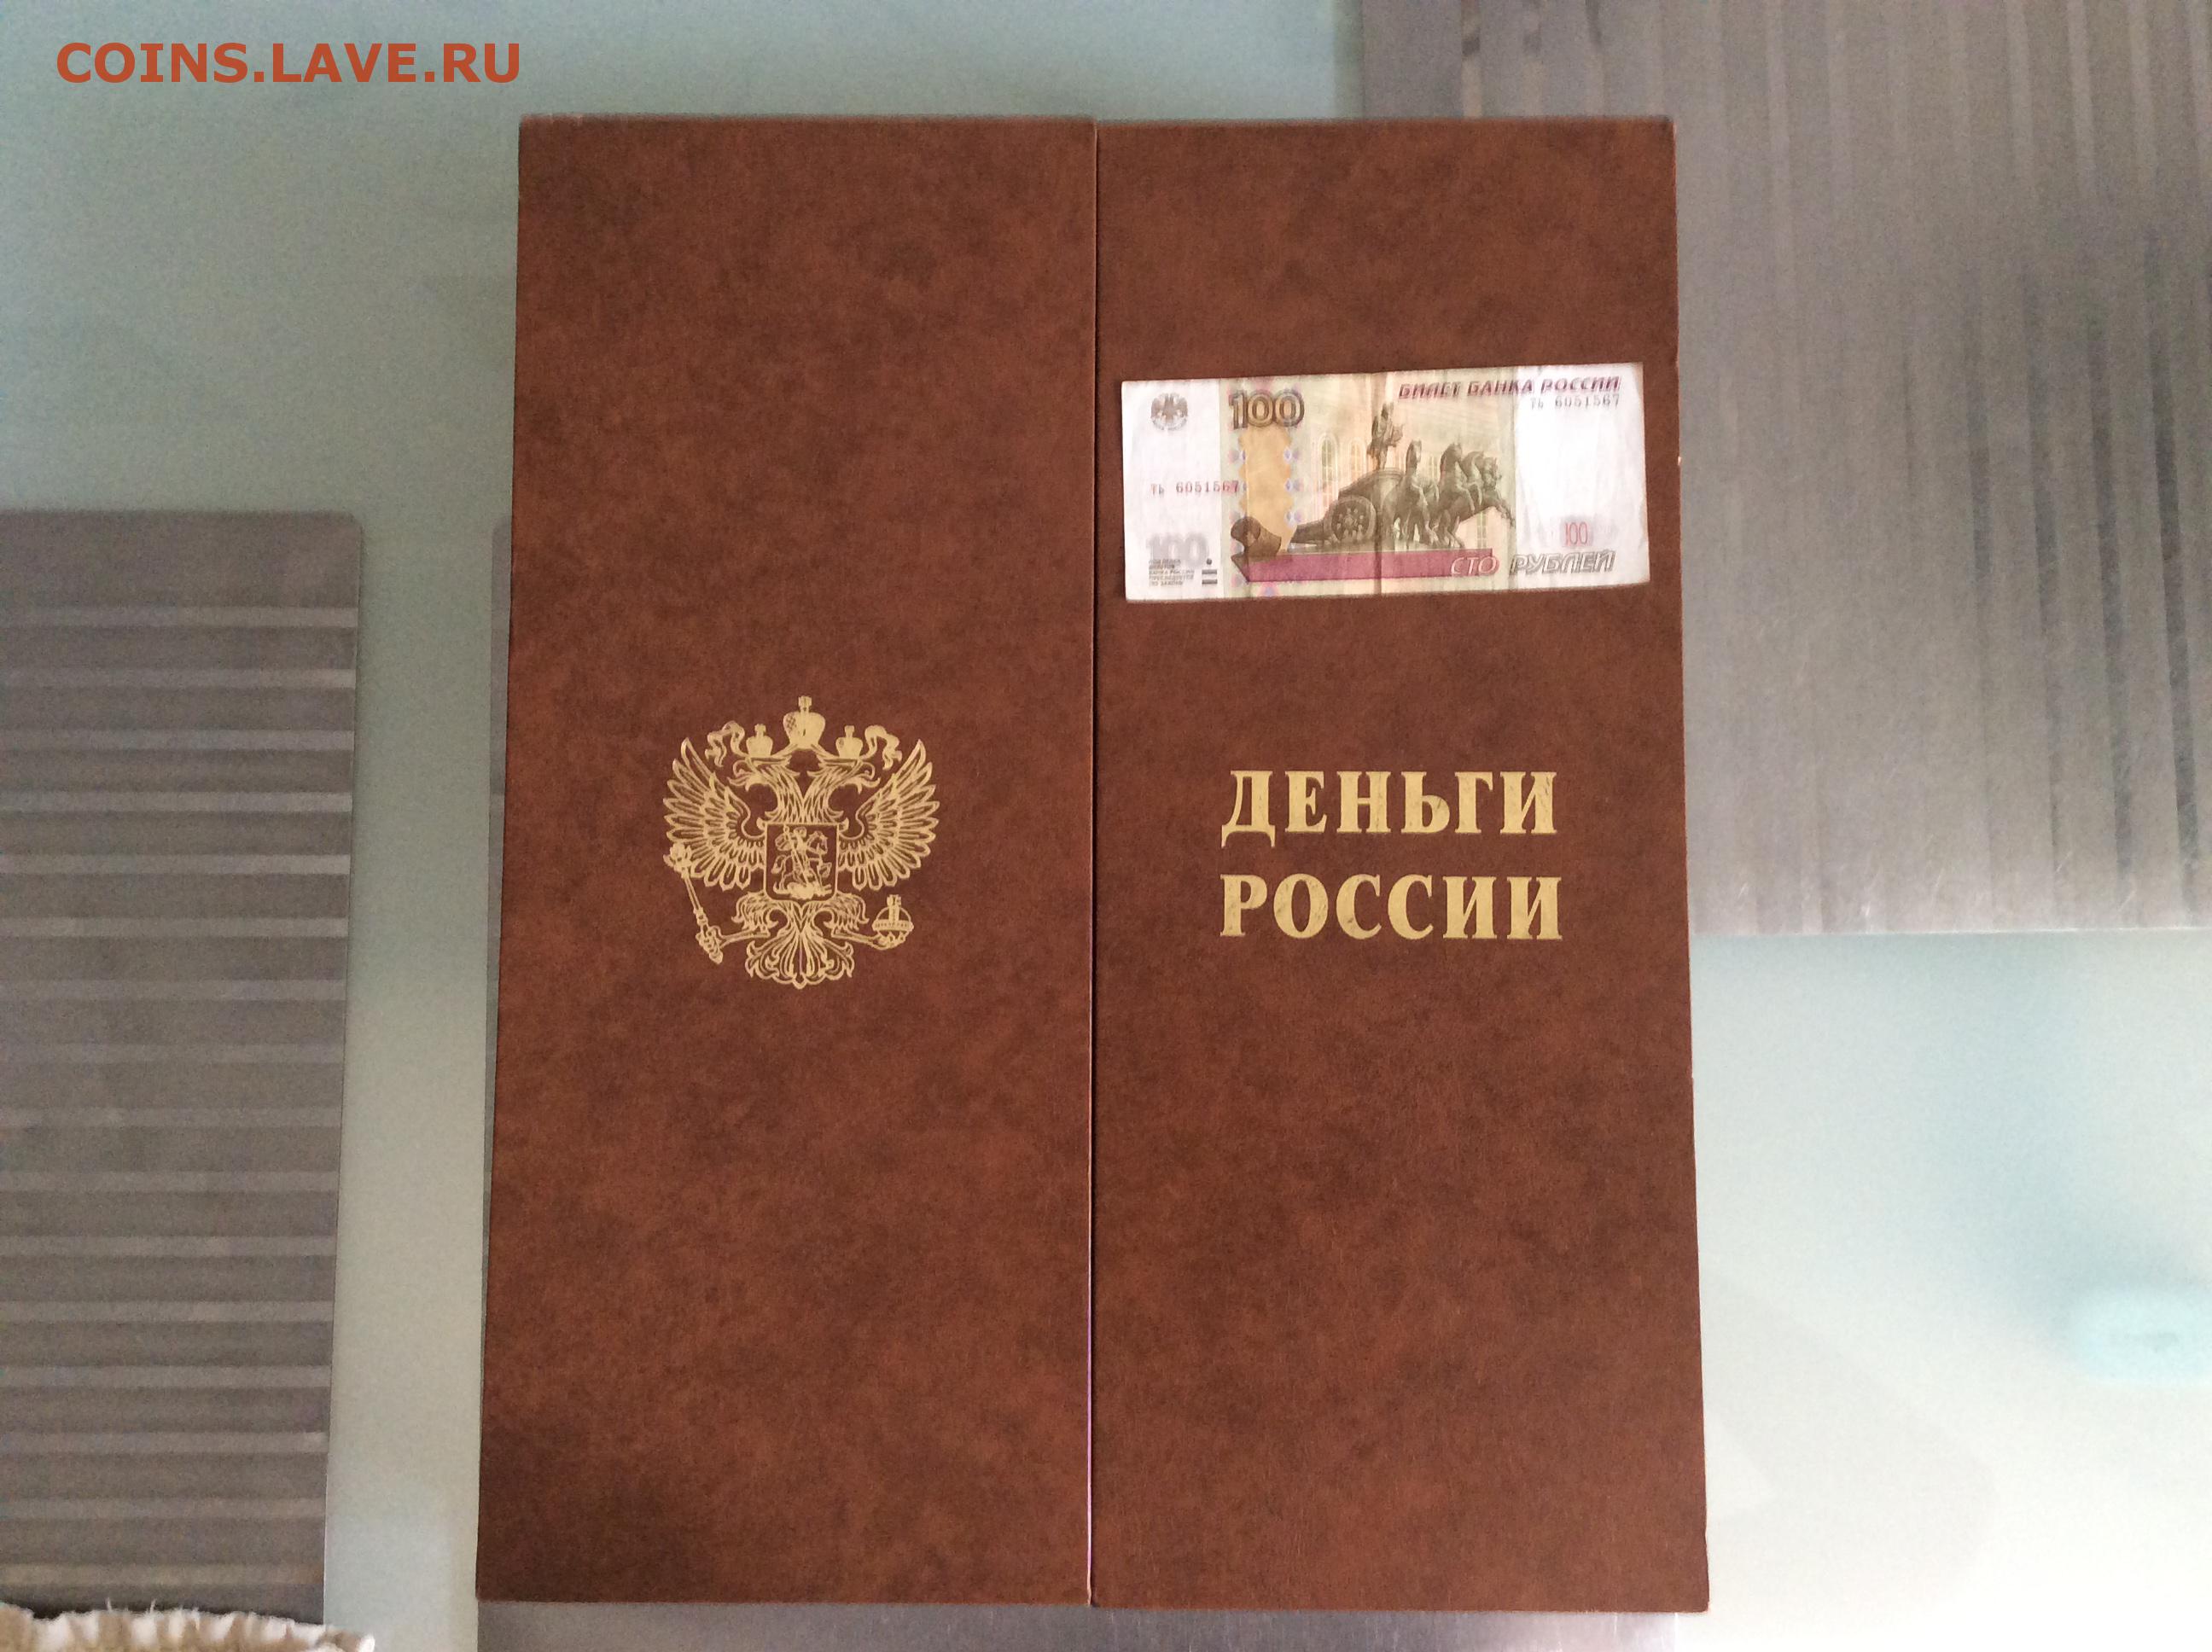 COINS.LAVE.RU
100
БИЛЕТ БАНКА РОССИИ
ть 6051567
ть 6051567
100
100
СТО РУБЛЕЙ
ДЕНЬГИ
РОССИИ